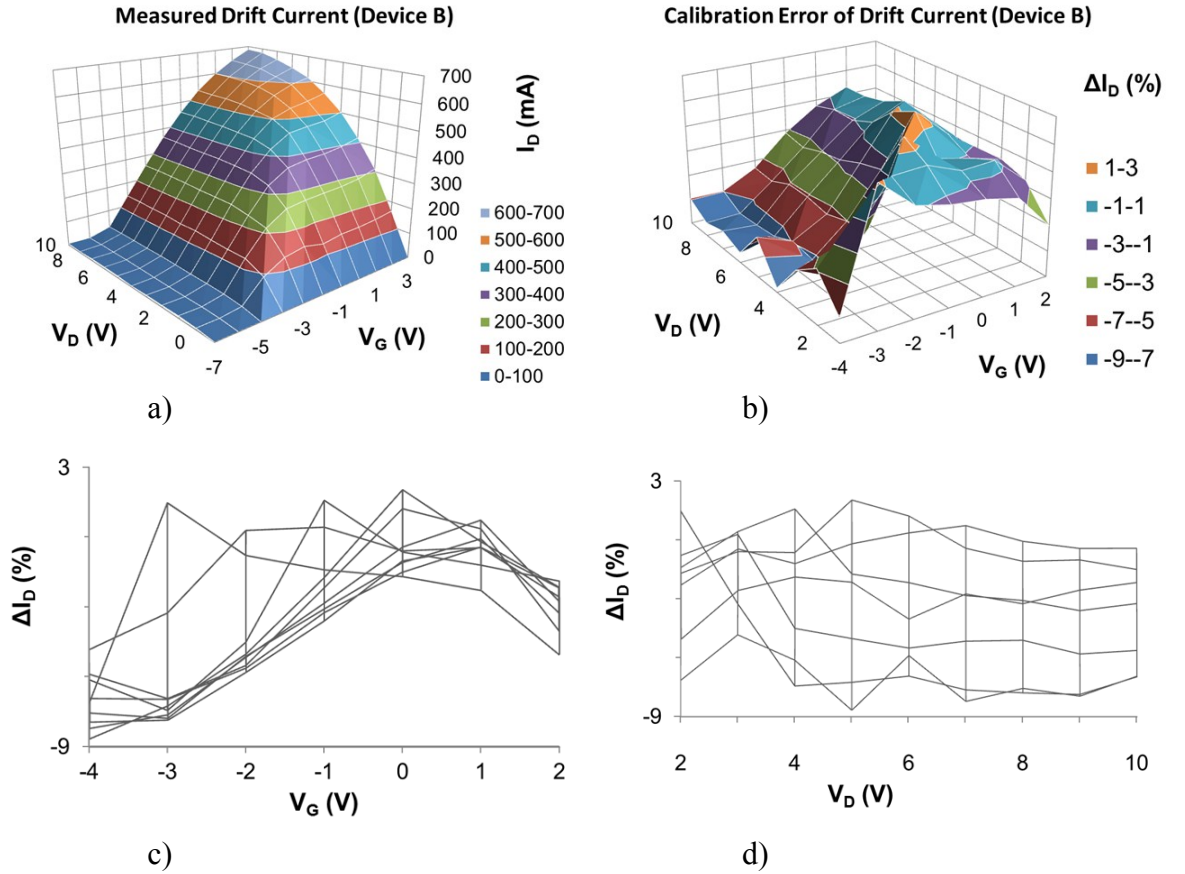 Measured Drift Current (Device B)
700
600
500
400
300
200
100
0
I_D (mA)
600-700
500-600
400-500
300-400
200-300
100-200
0-100
10
8
6
4
2
0
V_D (V)
-7
-5
-3
-1
1
3
V_G (V)
a)
Calibration Error of Drift Current (Device B)
ΔI_D (%)
1-3
-1-1
-3--1
-5--3
-7--5
-9--7
10
8
6
4
2
V_D (V)
-4
-3
-2
-1
0
1
2
V_G (V)
b)
3
-9
ΔI_D (%)
-4 -3 -2 -1 0 1 2
V_G (V)
c)
3
-9
ΔI_D (%)
2 4 6 8 10
V_D (V)
d)